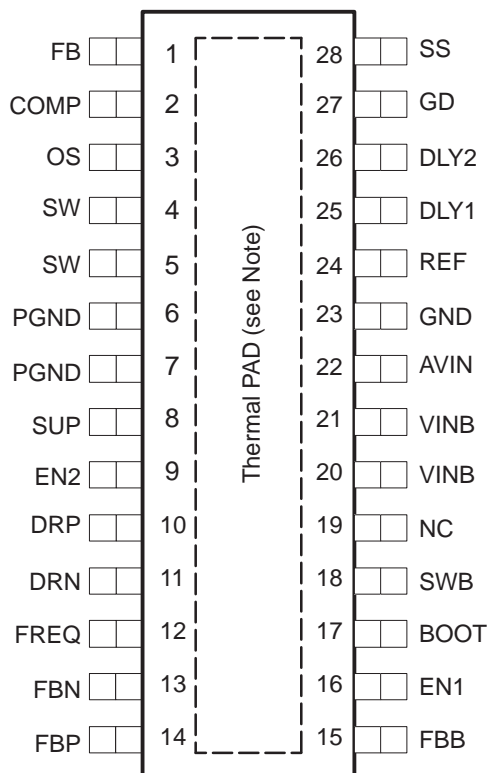 FB 1 28 SS
COMP 2 27 GD
OS 3 26 DLY2
SW 4 25 DLY1
SW 5 24 REF
PGND 6 23 GND
PGND 7 22 AVIN
SUP 8 21 VINB
EN2 9 20 VINB
DRP 10 19 NC
DRN 11 18 SWB
FREQ 12 17 BOOT
FBN 13 16 EN1
FBP 14 15 FBB
Thermal PAD (see Note)